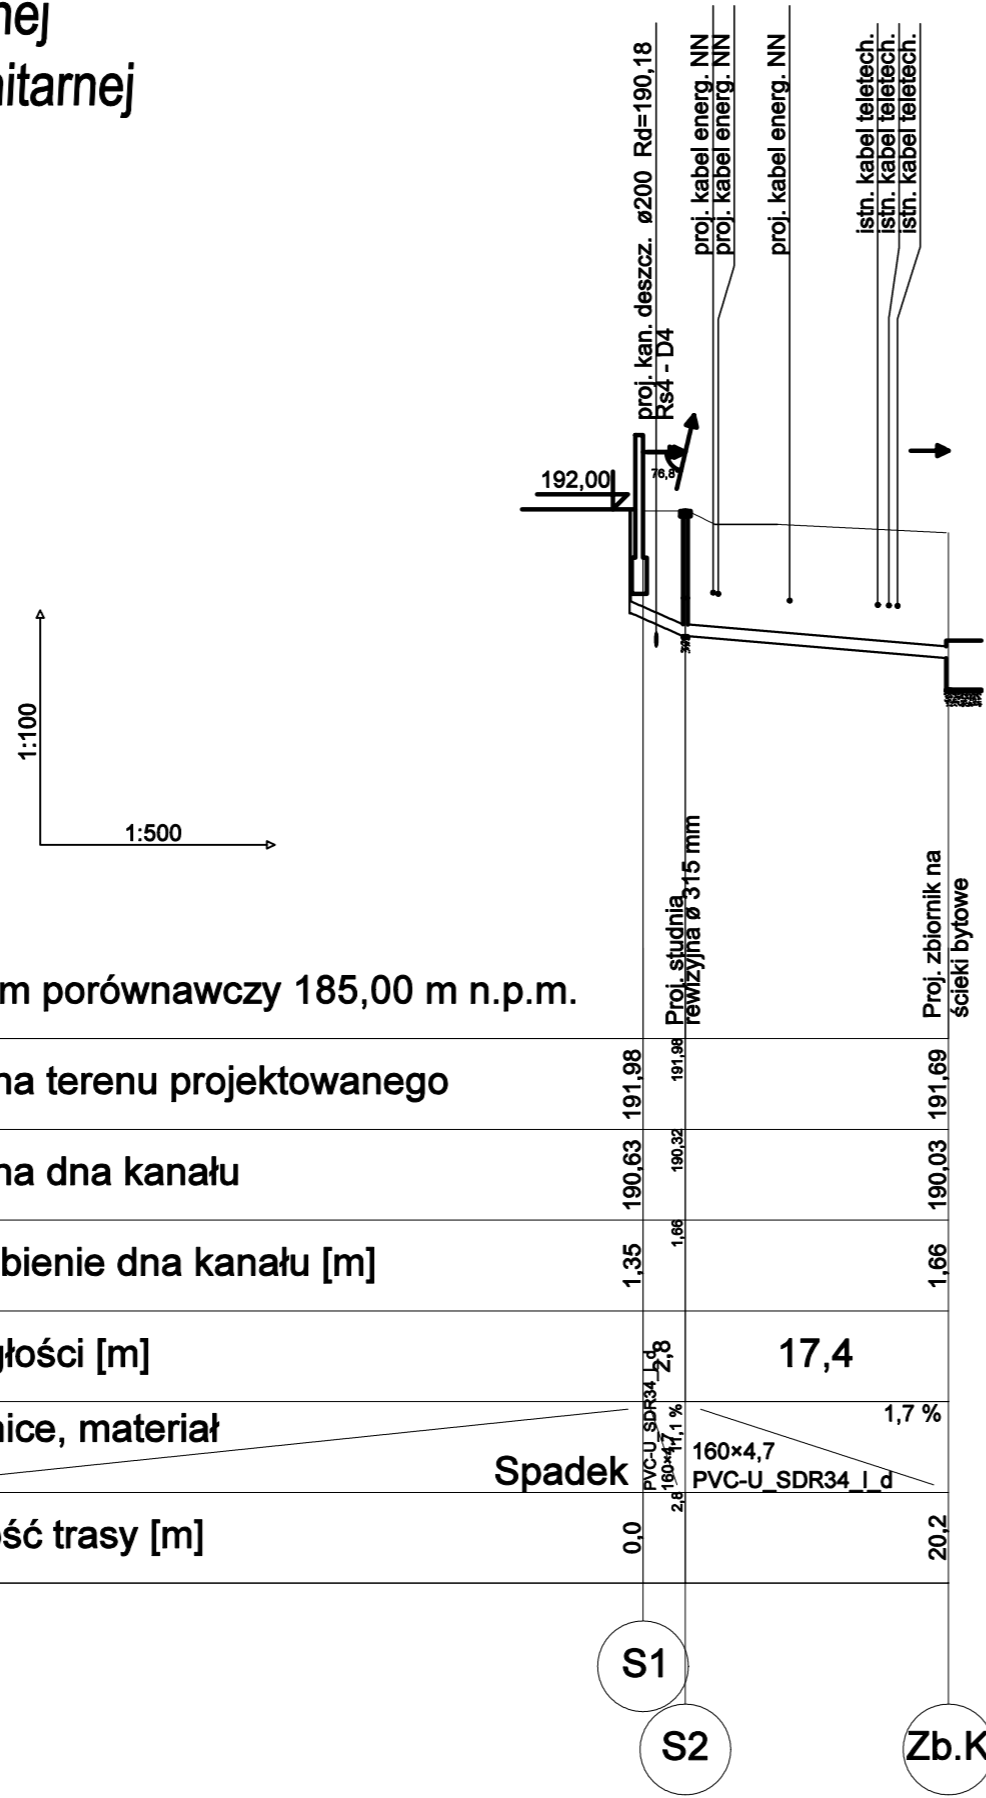 nej
nitarnej
proj. kan. deszcz. ø200 Rd=190,18
Rs4 - D4
proj. kabel energ. NN
proj. kabel energ. NN
proj. kabel energ. NN
istn. kabel teletech.
istn. kabel teletech.
istn. kabel teletech.
192,00
76,8
1:100
1:500
Proj. studnia
rewizyjna ø 315 mm
Proj. zbiornik na
ścieki bytowe
m porównawczy 185,00 m n.p.m.
na terenu projektowanego
191,98
191,98
191,69
na dna kanału
190,63
190,32
190,03
bienie dna kanału [m]
1,35
1,66
1,66
głości [m]
2,8
17,4
nice, materiał
Spadek
PVC-U_SDR34_l_d
160×4,7
11,1 %
160×4,7
PVC-U_SDR34_l_d
1,7 %
ość trasy [m]
0,0
2,8
20,2
S1
S2
Zb.K